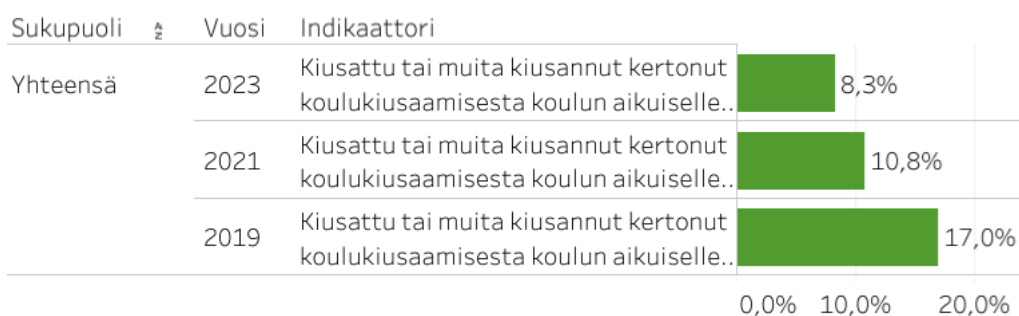 Sukupuoli Vuosi Indikaattori
Yhteensä 2023 Kiusattu tai muita kiusannut kertonut koulukiusaamisesta koulun aikuiselle.. 8,3%
2021 Kiusattu tai muita kiusannut kertonut koulukiusaamisesta koulun aikuiselle.. 10,8%
2019 Kiusattu tai muita kiusannut kertonut koulukiusaamisesta koulun aikuiselle.. 17,0%
0,0% 10,0% 20,0%